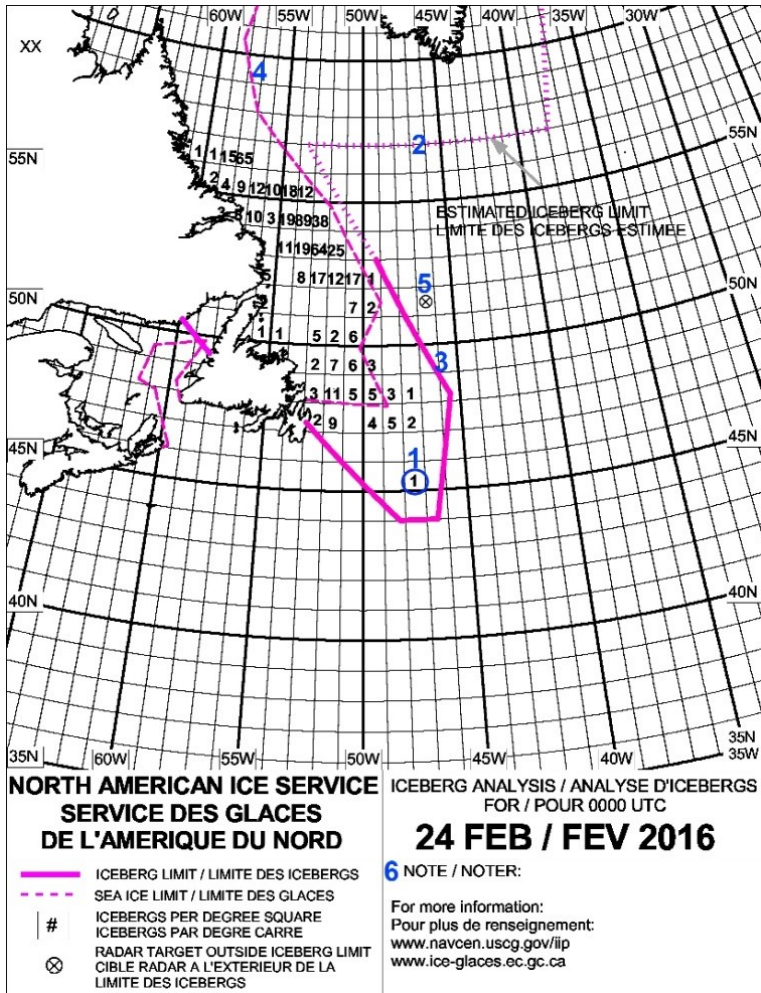 60W 55W 50W 45W 40W 35W 30W
XX
4
55N
2
1 1 15 65
55N
2 4 9 12 10 18 12
10 3 19 89 38
ESTIMATED ICEBERG LIMIT
LIMITE DES ICEBERGS ESTIMÉE
11 19 64 25
5 8 17 12 17 1
5
50N
50N
7 2
1 1 5 2 6
3
2 7 6 3
3 11 5 5 3 1
2 9 4 5 2
45N
45N
1
1
40N
40N
35N
60W 55W 50W 45W 40W
35N
35W
NORTH AMERICAN ICE SERVICE
SERVICE DES GLACES
DE L'AMERIQUE DU NORD
ICEBERG LIMIT / LIMITE DES ICEBERGS
SEA ICE LIMIT / LIMITE DES GLACES
# ICEBERGS PER DEGREE SQUARE
ICEBERGS PAR DEGRE CARRE
RADAR TARGET OUTSIDE ICEBERG LIMIT
CIBLE RADAR A L'EXTERIEUR DE LA
LIMITE DES ICEBERGS
ICEBERG ANALYSIS / ANALYSE D'ICEBERGS
FOR / POUR 0000 UTC
24 FEB / FEV 2016
6 NOTE / NOTER:
For more information:
Pour plus de renseignement:
www.navcen.uscg.gov/iip
www.ice-glaces.ec.gc.ca